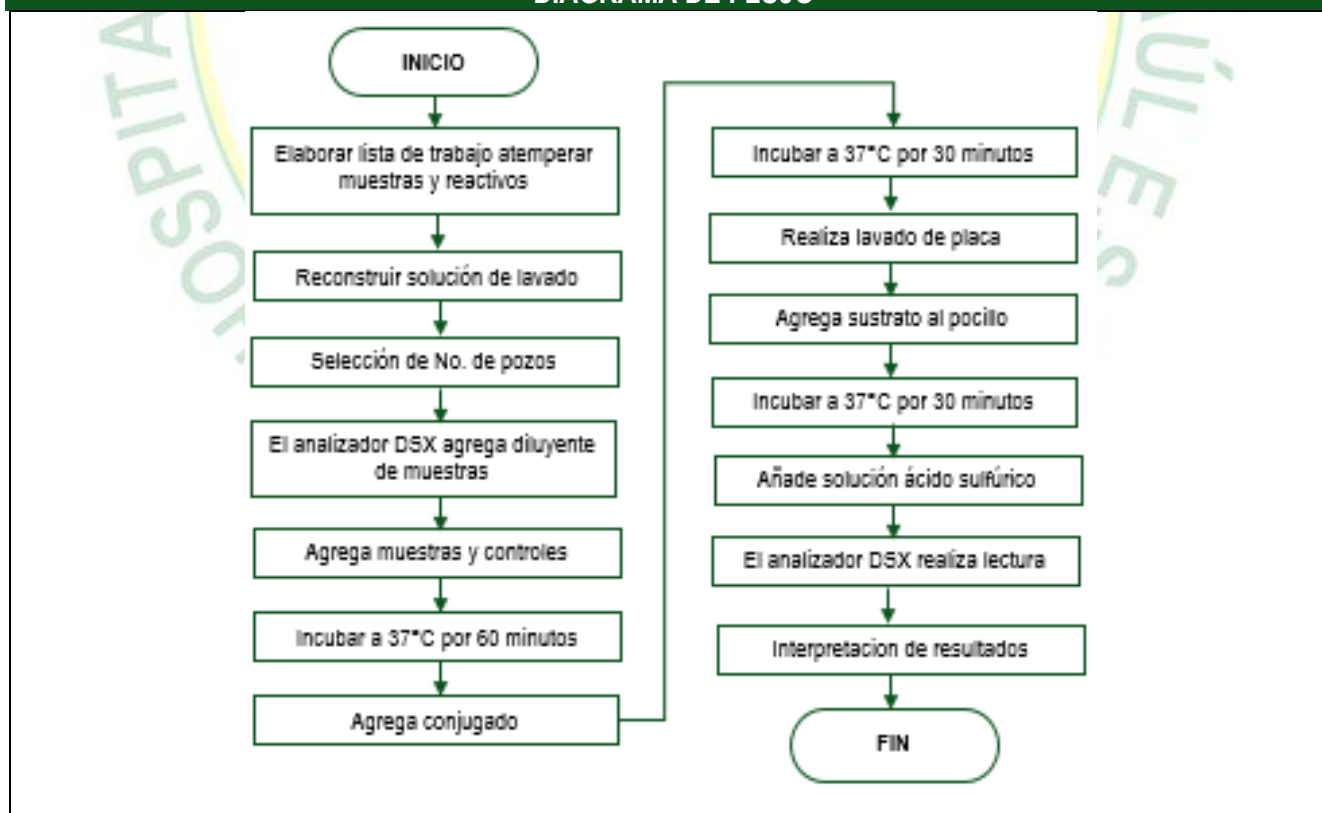 DIAGRAMA DE FLUJO
INICIO
Elaborar lista de trabajo atemperar
muestras y reactivos
Reconstruir solución de lavado
Selección de No. de pozos
El analizador DSX agrega diluyente
de muestras
Agrega muestras y controles
Incubar a 37°C por 60 minutos
Agrega conjugado
Incubar a 37°C por 30 minutos
Realiza lavado de placa
Agrega sustrato al pocillo
Incubar a 37°C por 30 minutos
Añade solución ácido sulfúrico
El analizador DSX realiza lectura
Interpretacion de resultados
FIN